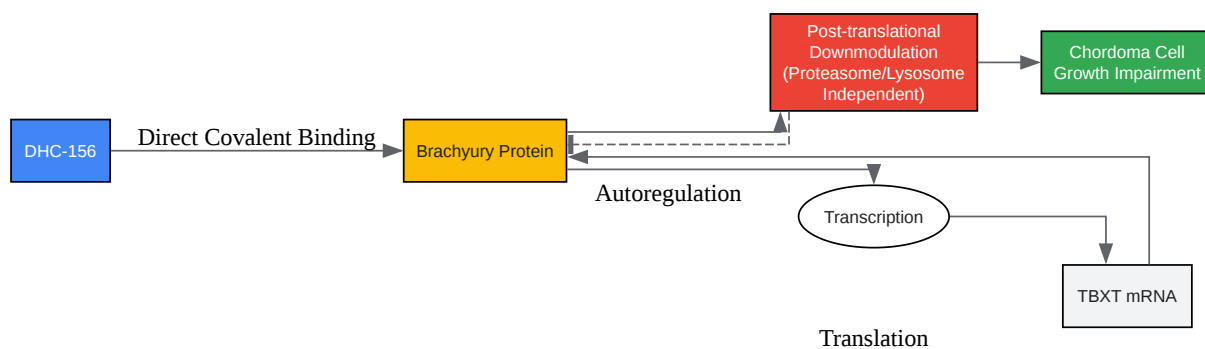 DHC-156
Direct Covalent Binding
Brachyury Protein
Post-translational
Downmodulation
(Proteasome/Lysosome
Independent)
Chordoma Cell
Growth Impairment
Autoregulation
Transcription
TBXT mRNA
Translation